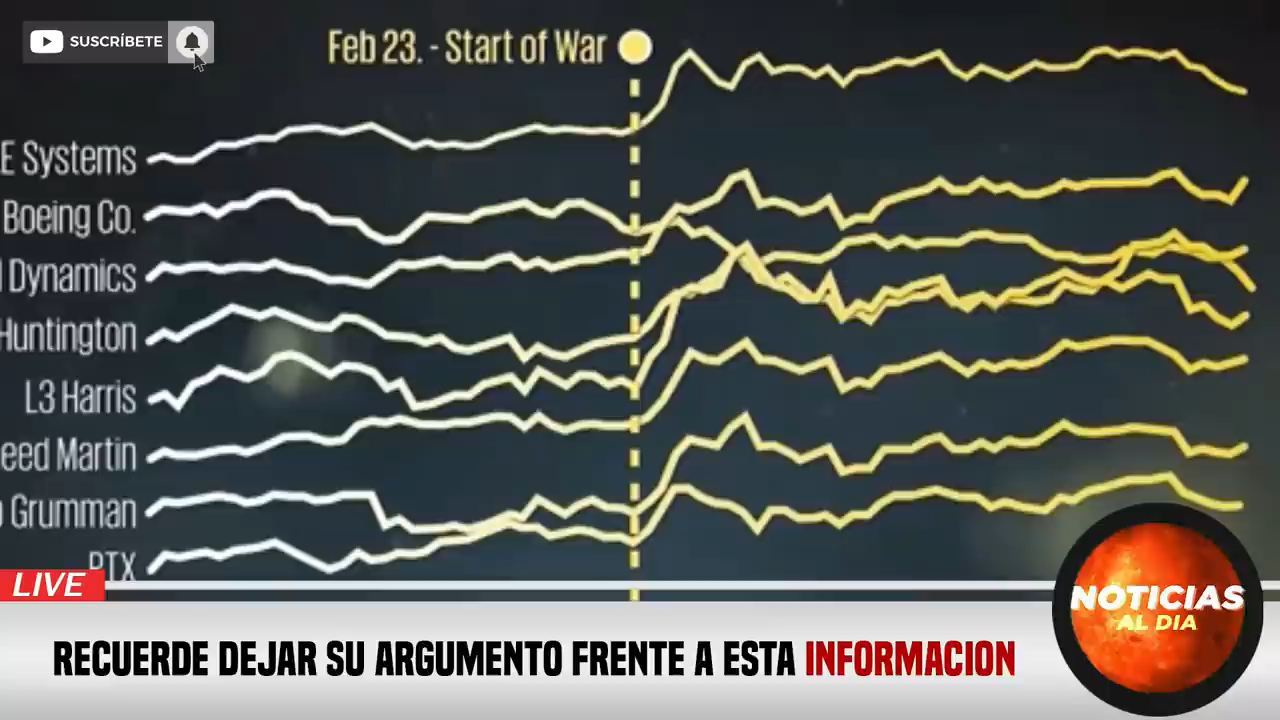 SUSCRÍBETE
Feb 23. - Start of War
E Systems
Boeing Co.
Dynamics
Huntington
L3 Harris
eed Martin
Grumman
RTX
LIVE
NOTICIAS
AL DIA
RECUERDE DEJAR SU ARGUMENTO FRENTE A ESTA INFORMACION